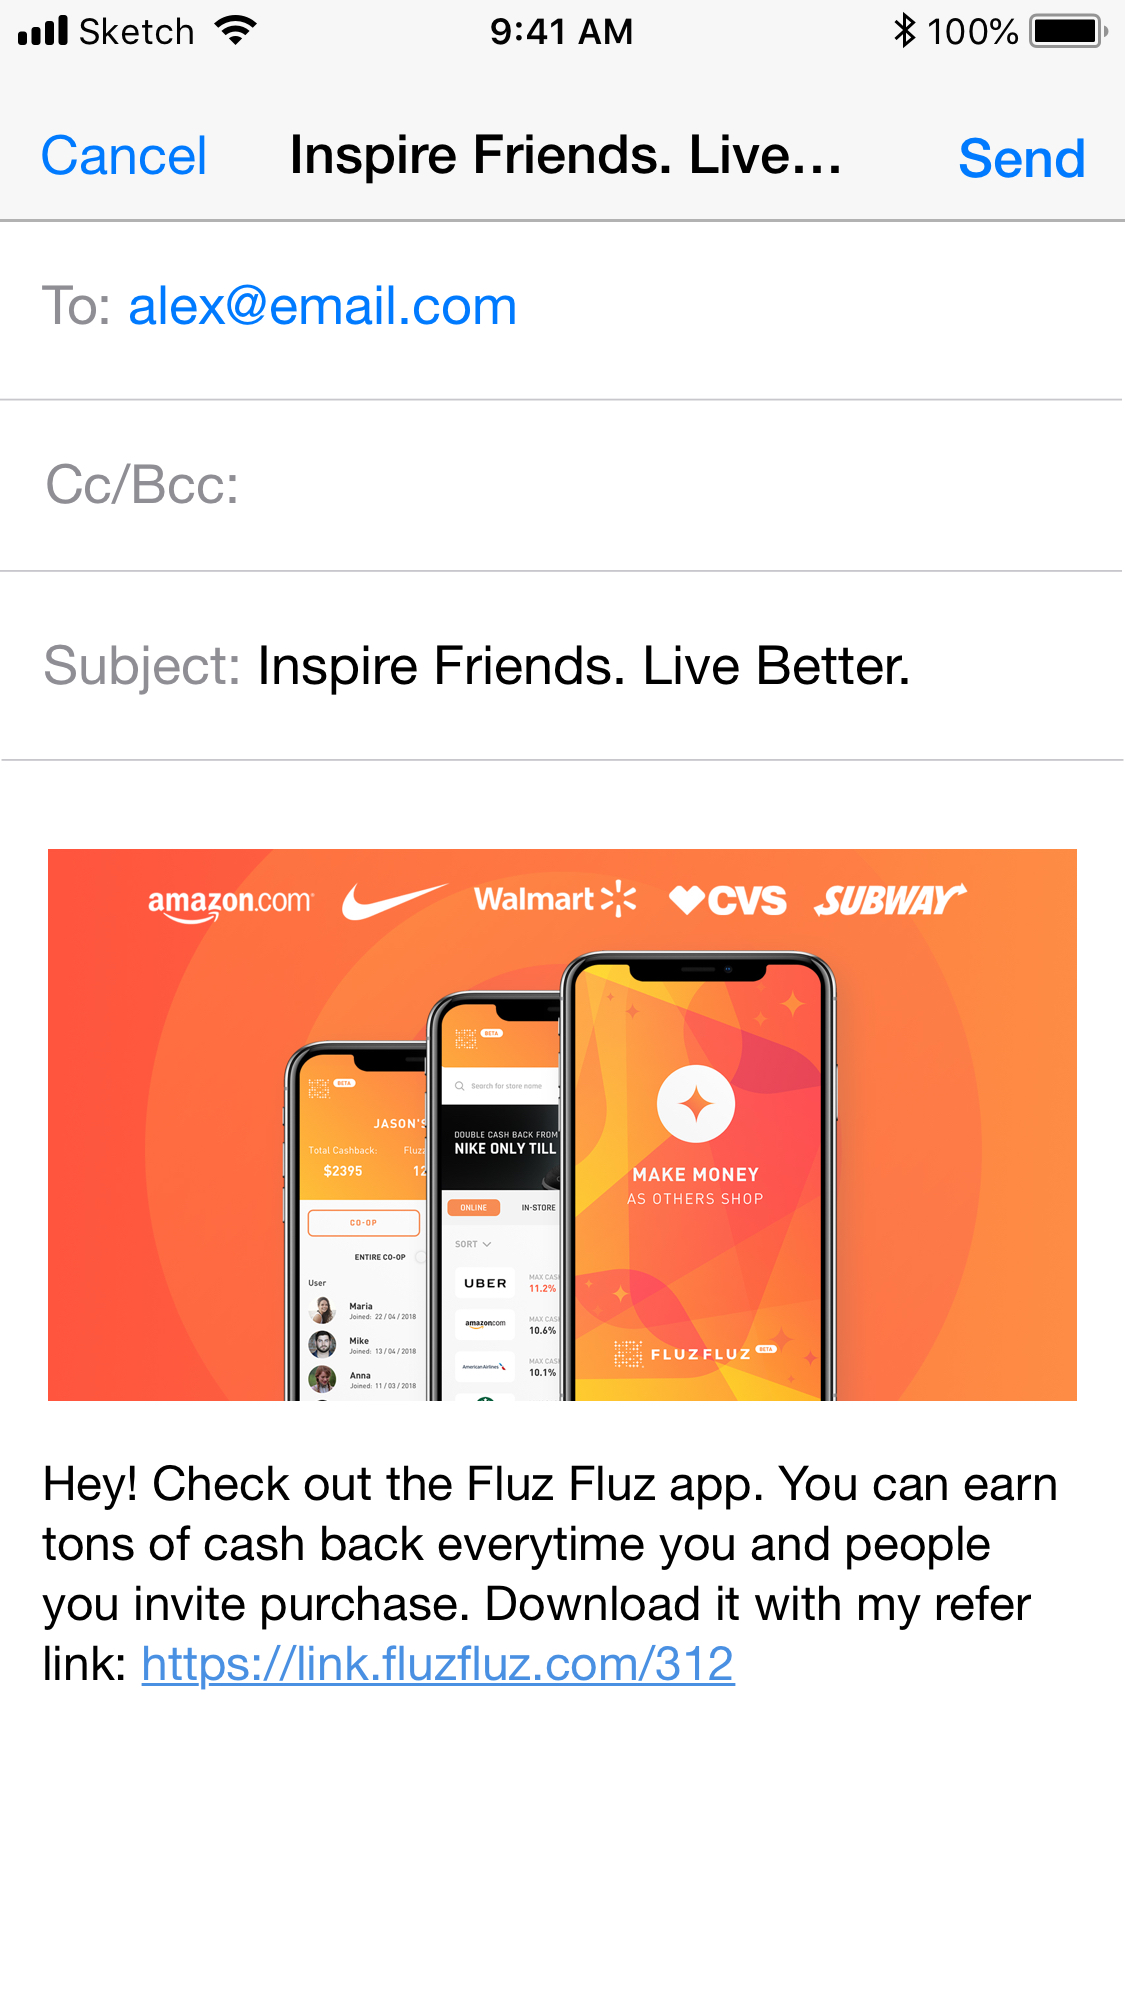 Sketch 9:41 AM 100%
Cancel Inspire Friends. Live... Send
To: alex@email.com
Cc/Bcc:
Subject: Inspire Friends. Live Better.
amazon.com Walmart CVS SUBWAY
BETA
JASON'S
Total Cashback: Fluz
$2395 12
CO-OP
ENTIRE CO-OP
User
Maria
Joined: 22/04/2018
Mike
Joined: 13/04/2018
Anna
Joined: 11/03/2018
BETA
Search for store name
DOUBLE CASH BACK FROM
NIKE ONLY TILL
ONLINE IN-STORE
SORT
UBER MAX CAS
11.2%
amazon.com MAX CAS
10.6%
American Airlines MAX CAS
10.1%
MAKE MONEY
AS OTHERS SHOP
FLUZFLUZ BETA
Hey! Check out the Fluz Fluz app. You can earn
tons of cash back everytime you and people
you invite purchase. Download it with my refer
link: https://link.fluzfluz.com/312